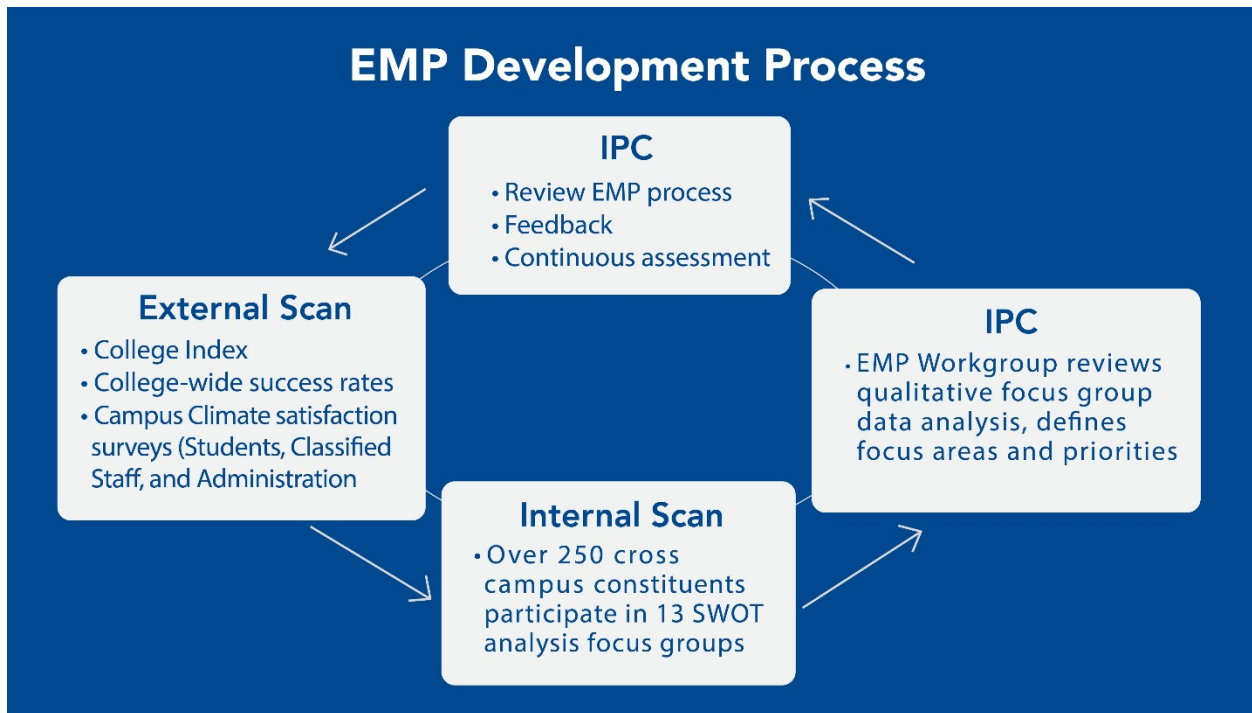 EMP Development Process
IPC
• Review EMP process
• Feedback
• Continuous assessment
External Scan
• College Index
• College-wide success rates
• Campus Climate satisfaction
surveys (Students, Classified
Staff, and Administration
Internal Scan
• Over 250 cross
campus constituents
participate in 13 SWOT
analysis focus groups
IPC
• EMP Workgroup reviews
qualitative focus group
data analysis, defines
focus areas and priorities